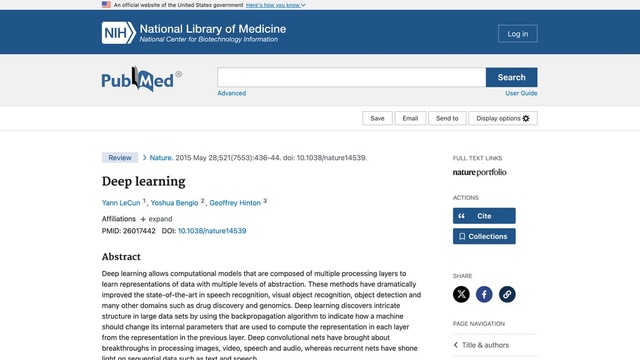 An official website of the United States government Here's how you know
NIH National Library of Medicine
National Center for Biotechnology Information
Log in
PubMed®
Search
Advanced
User Guide
Save
Email
Send to
Display options
Review
Nature. 2015 May 28;521(7553):436-44. doi: 10.1038/nature14539.
Deep learning
Yann LeCun 1, Yoshua Bengio 2, Geoffrey Hinton 3
Affiliations + expand
PMID: 26017442 DOI: 10.1038/nature14539
Abstract
Deep learning allows computational models that are composed of multiple processing layers to
learn representations of data with multiple levels of abstraction. These methods have dramatically
improved the state-of-the-art in speech recognition, visual object recognition, object detection and
many other domains such as drug discovery and genomics. Deep learning discovers intricate
structure in large data sets by using the backpropagation algorithm to indicate how a machine
should change its internal parameters that are used to compute the representation in each layer
from the representation in the previous layer. Deep convolutional nets have brought about
breakthroughs in processing images, video, speech and audio, whereas recurrent nets have shone
light on sequential data such as text and speech.
FULL TEXT LINKS
nature portfolio
ACTIONS
Cite
Collections
SHARE
PAGE NAVIGATION
Title & authors